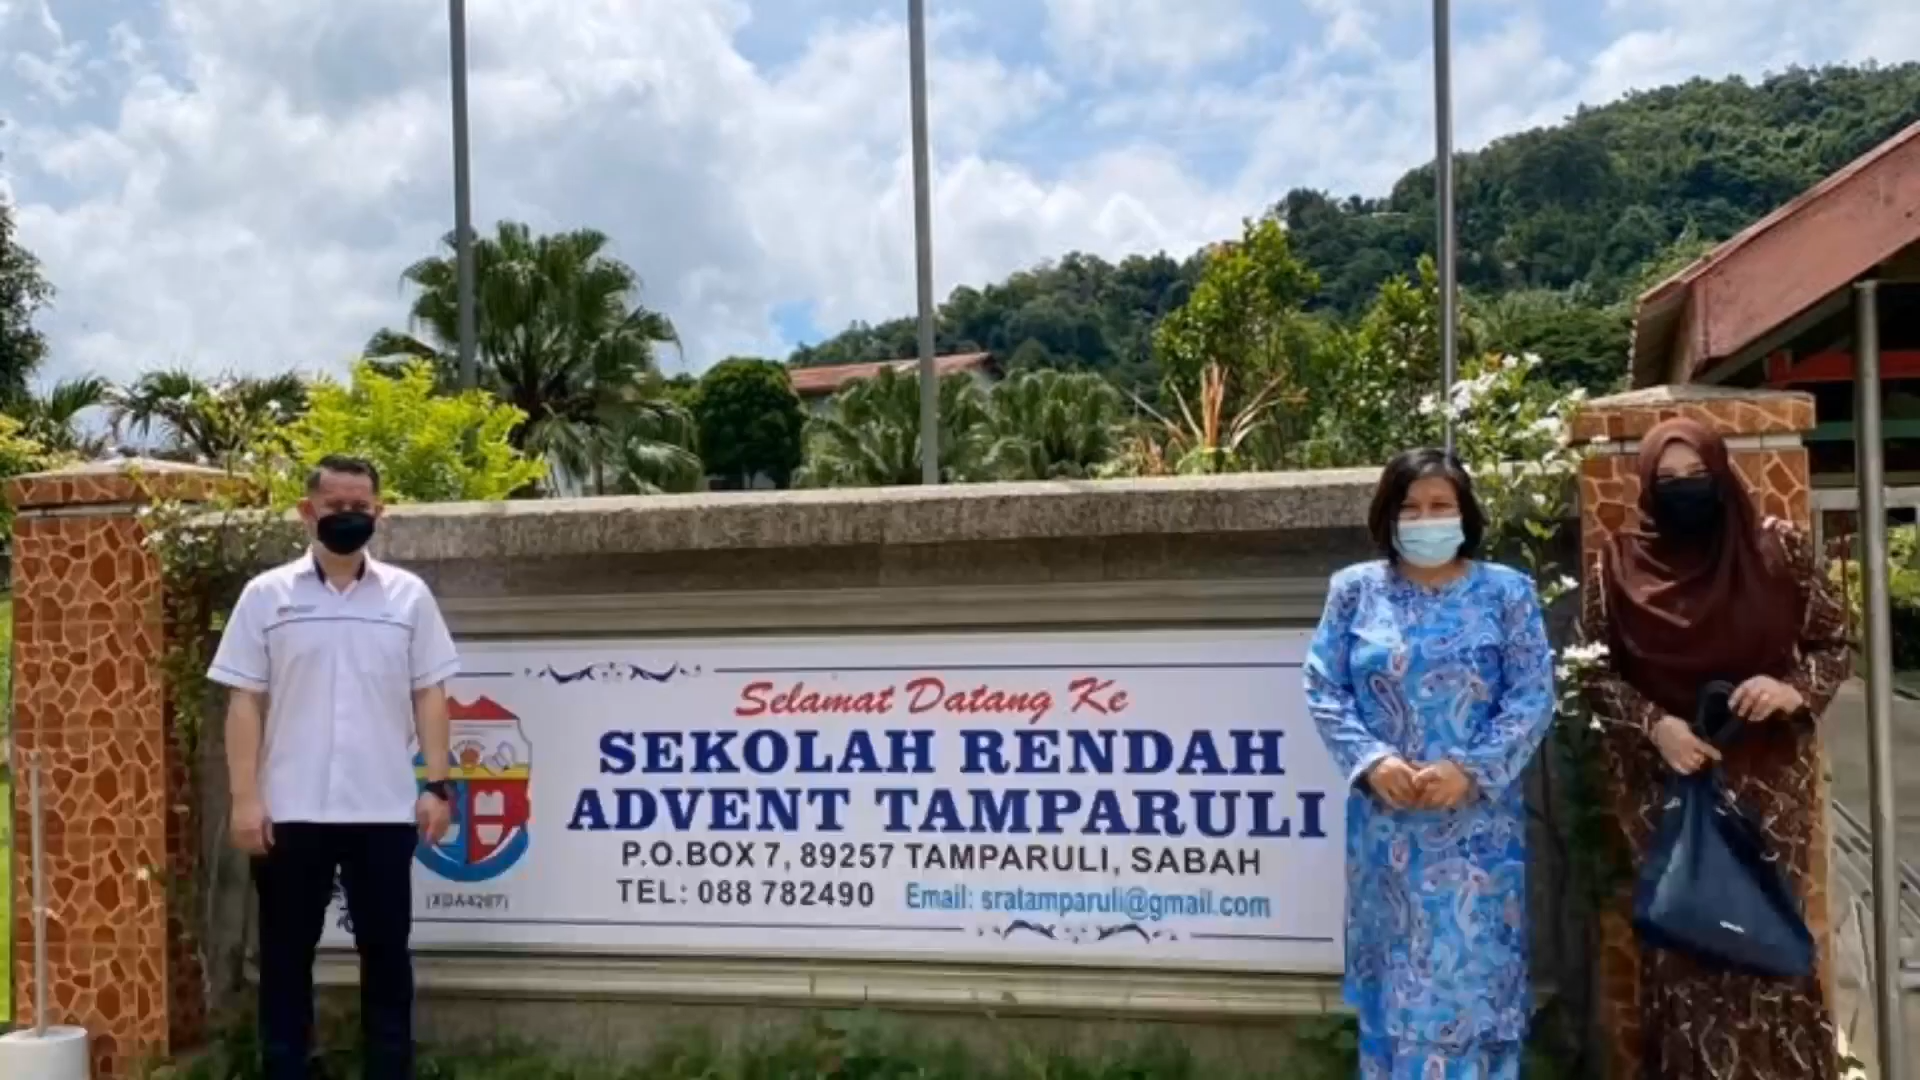 Selamat Datang Ke
SEKOLAH RENDAH
ADVENT TAMPARULI
P.O.BOX 7, 89257 TAMPARULI, SABAH
TEL: 088 782490 Email: sratamparuli@gmail.com